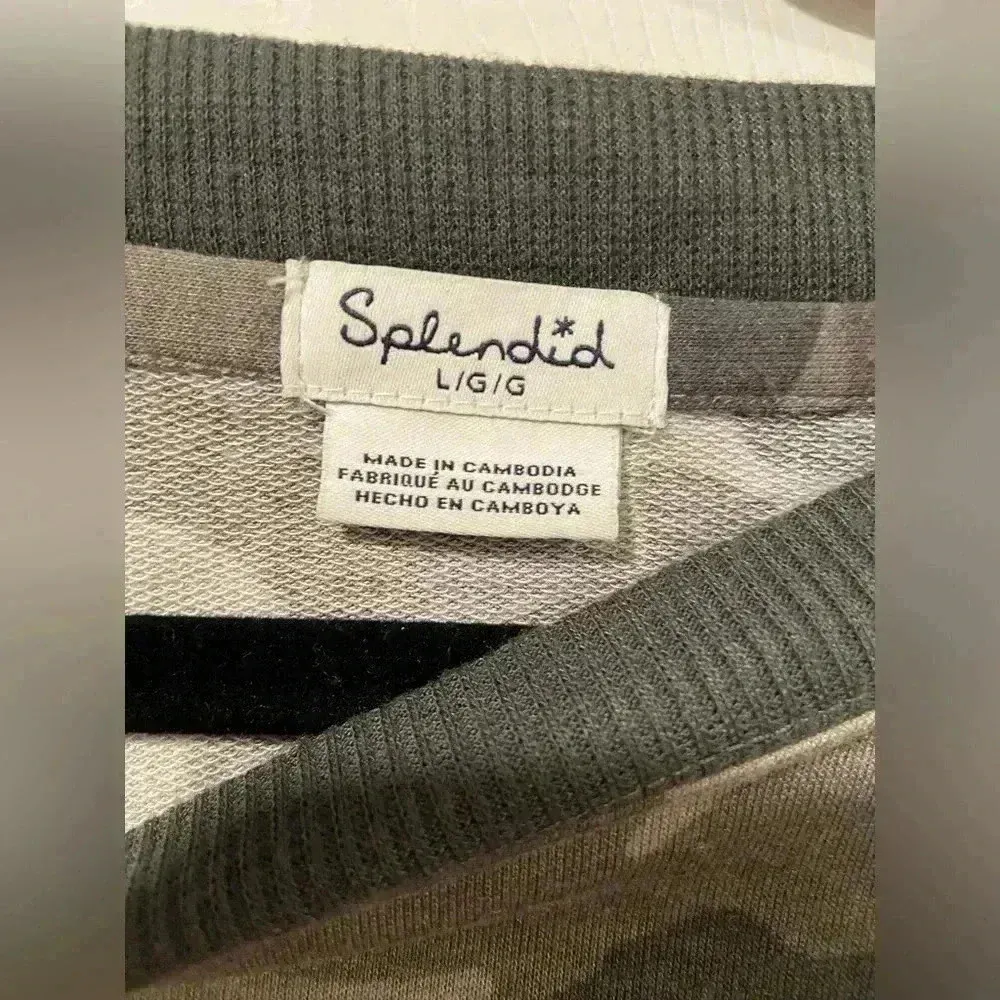 Splendid
L/G/G
MADE IN CAMBODIA
FABRIQUÉ AU CAMBODGE
HECHO EN CAMBOYA